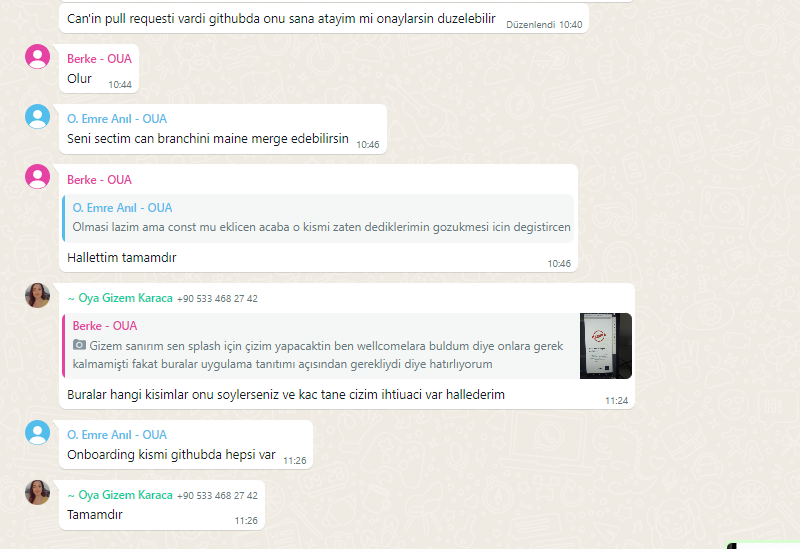 Can'in pull requesti vardi githubda onu sana atayim mi onaylarsin duzelebilir
Düzenlendi 10:40
Berke - OUA
Olur
10:44
O. Emre Anıl - OUA
Seni sectim can branchini maine merge edebilirsin
10:46
Berke - OUA
O. Emre Anıl - OUA
Olmasi lazim ama const mu eklicen acaba o kismi zaten dediklerimin gozukmesi icin degistircen
Hallettim tamamdır
10:46
~ Oya Gizem Karaca +90 533 468 27 42
Berke - OUA
Gizem sanırım sen splash için çizim yapacaktin ben wellcomelara buldum diye onlara gerek
kalmamişti fakat buralar uygulama tanıtımı açısından gerekliydi diye hatırlıyorum
Buralar hangi kisimlar onu soylerseniz ve kac tane cizim ihtiuaci var hallederim
11:24
O. Emre Anıl - OUA
Onboarding kismi githubda hepsi var
11:26
~ Oya Gizem Karaca +90 533 468 27 42
Tamamdır
11:26